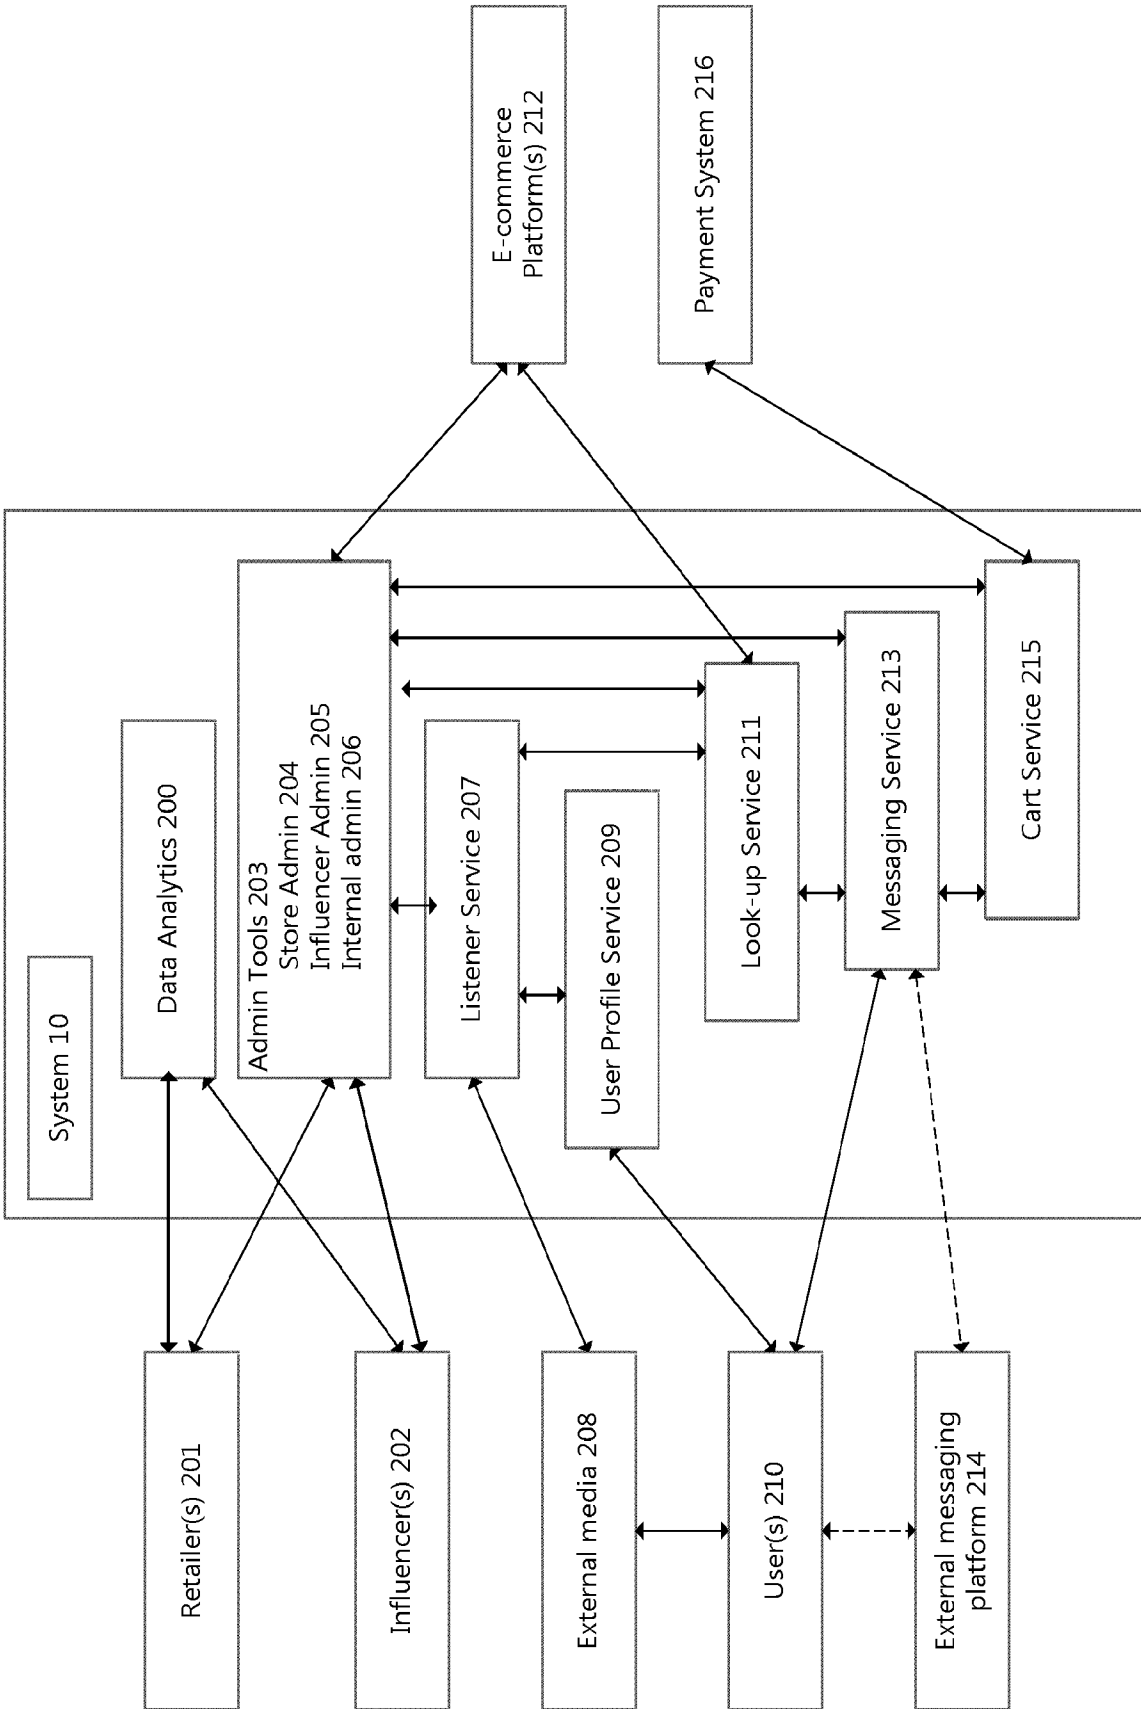 System 10
Data Analytics 200
Admin Tools 203
Store Admin 204
Influencer Admin 205
Internal admin 206
Listener Service 207
User Profile Service 209
Look-up Service 211
Messaging Service 213
Cart Service 215
Retailer(s) 201
Influencer(s) 202
External media 208
User(s) 210
External messaging
platform 214
E-commerce
Platform(s) 212
Payment System 216